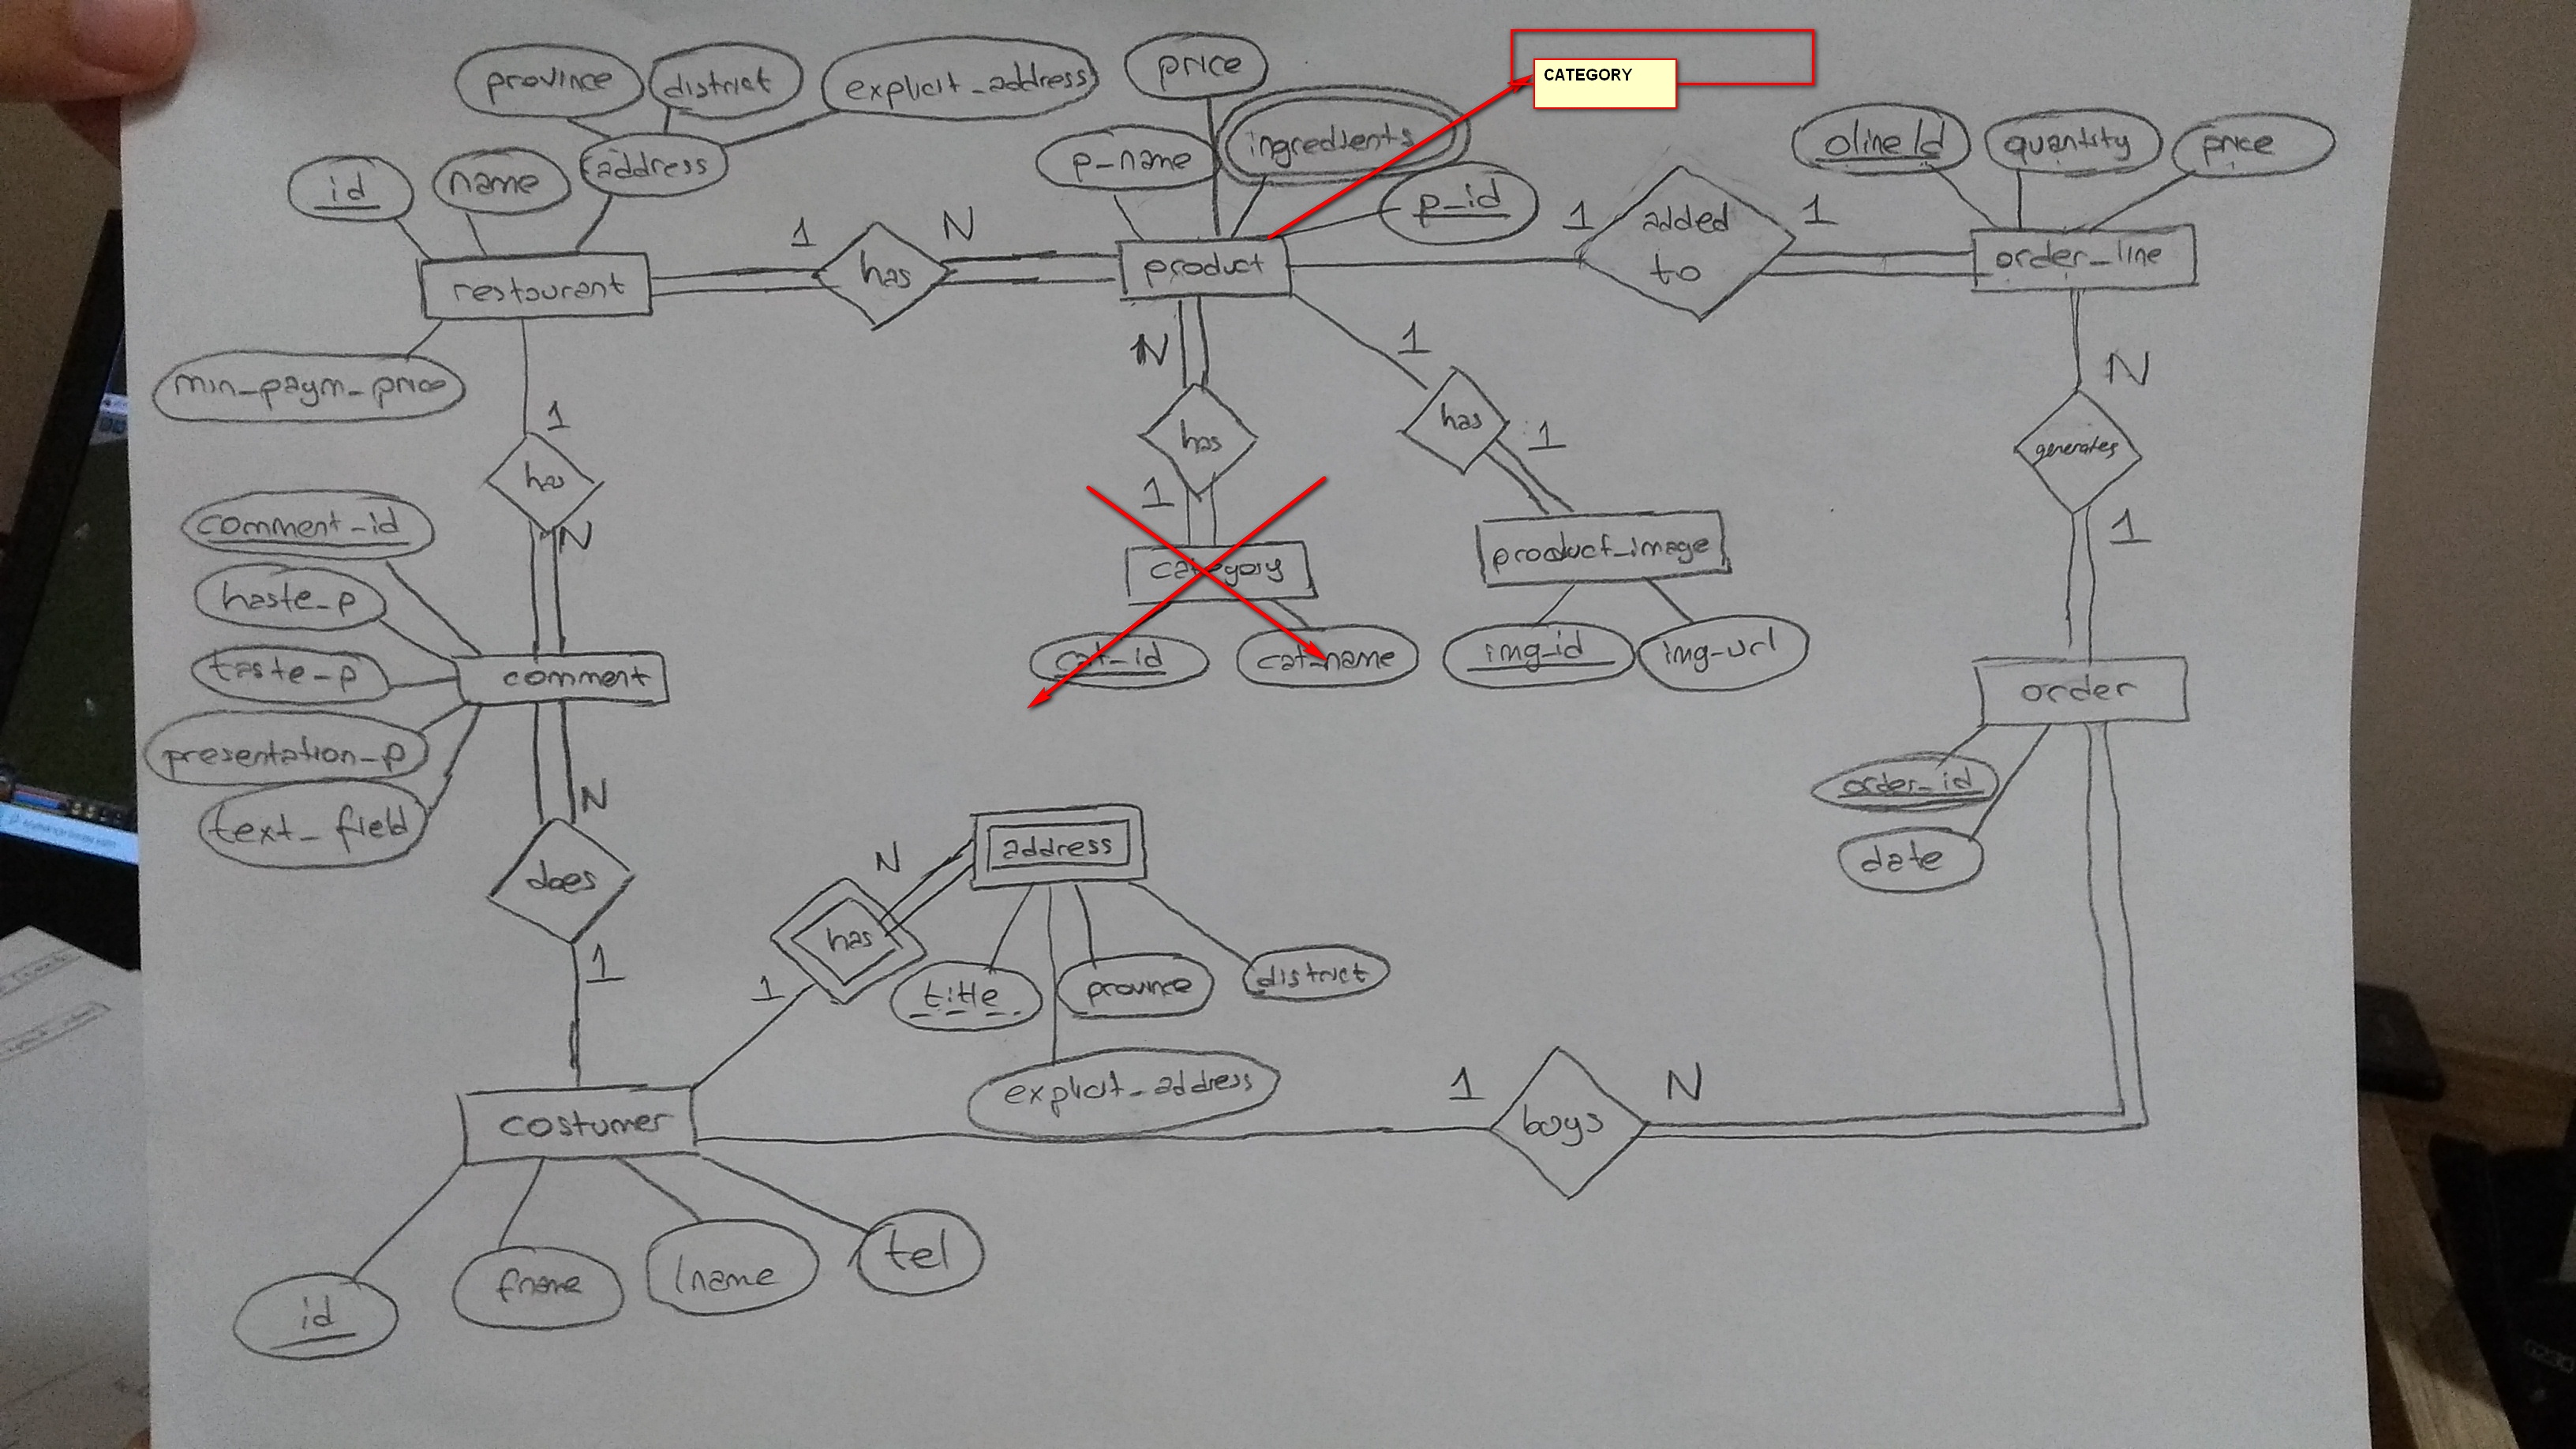 province
district
explicit_address
price
CATEGORY
id
name
address
p_name
ingredients
p_id
olineId
quantity
price
restaurant
1
has
N
product
1
added
to
1
order_line
min_paym_price
1
has
N
N
has
1
1
has
1
N
generates
1
category
cat_id
cat_name
product_image
img_id
img_url
comment_id
haste_p
taste_p
presentation_p
text_field
comment
N
does
1
order
order_id
date
address
N
has
1
title
province
district
explicit_address
costumer
1
buys
N
id
fname
lname
tel